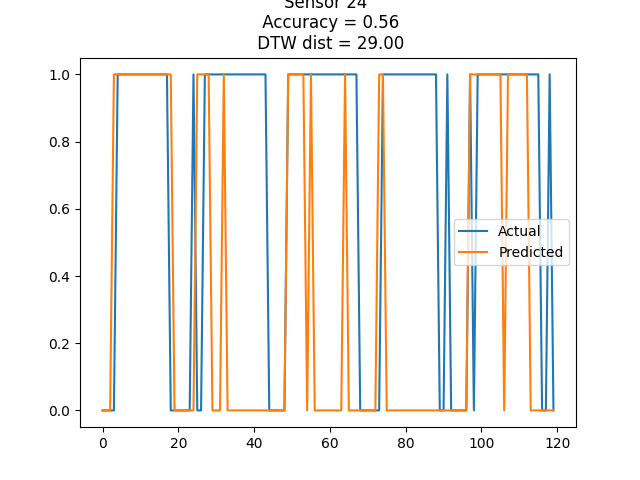 Sensor 24
Accuracy = 0.56
DTW dist = 29.00
1.0
0.8
0.6
0.4
0.2
0.0
Actual
Predicted
0 20 40 60 80 100 120